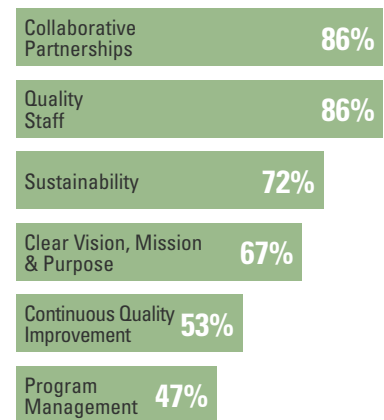 Collaborative
Partnerships 86%
Quality
Staff 86%
Sustainability 72%
Clear Vision, Mission
& Purpose 67%
Continuous Quality
Improvement 53%
Program
Management 47%